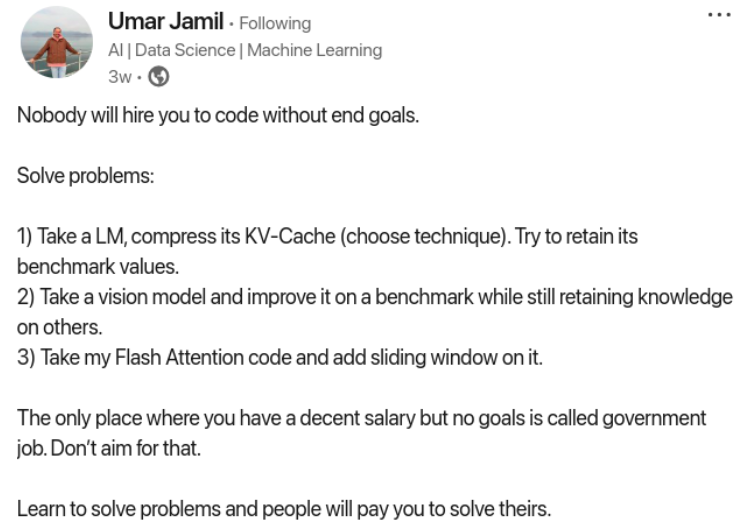 Umar Jamil • Following
AI | Data Science | Machine Learning
3w •
Nobody will hire you to code without end goals.
Solve problems:
1) Take a LM, compress its KV-Cache (choose technique). Try to retain its
benchmark values.
2) Take a vision model and improve it on a benchmark while still retaining knowledge
on others.
3) Take my Flash Attention code and add sliding window on it.
The only place where you have a decent salary but no goals is called government
job. Don't aim for that.
Learn to solve problems and people will pay you to solve theirs.